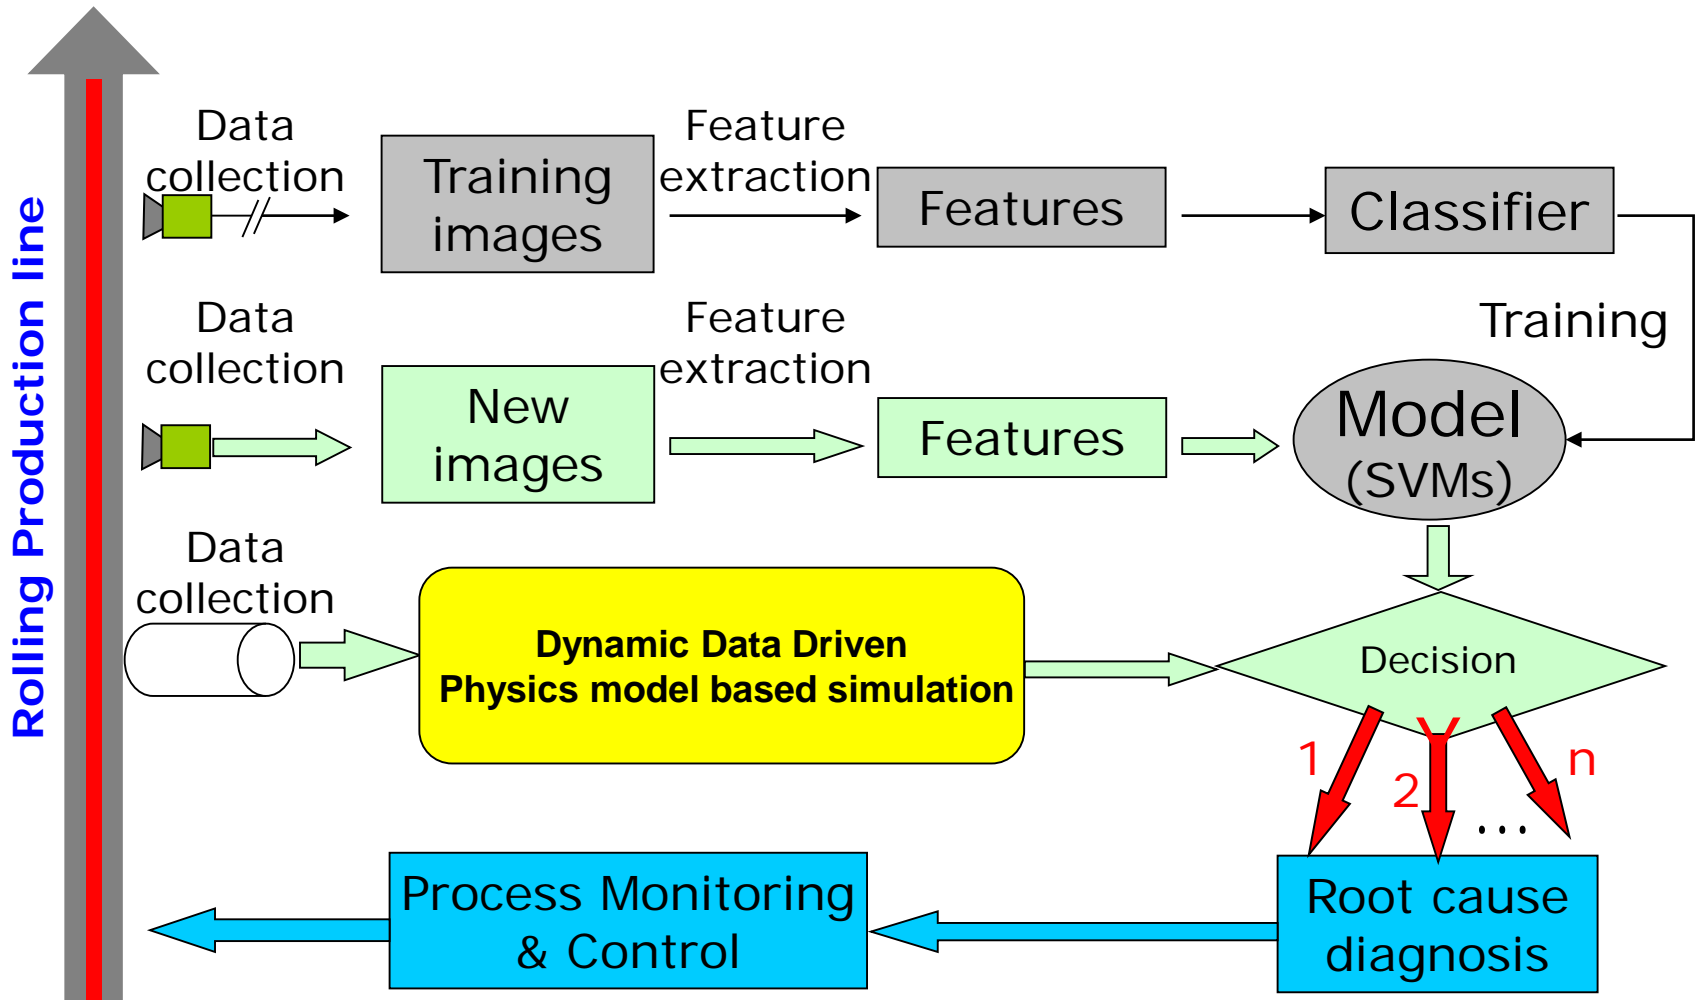 Rolling Production line
Data
collection
Training
images
Feature
extraction
Features
Classifier
Training
Data
collection
New
images
Feature
extraction
Features
Model
(SVMs)
Data
collection
Dynamic Data Driven
Physics model based simulation
Decision
1
2
Y
n
...
Root cause
diagnosis
Process Monitoring
& Control